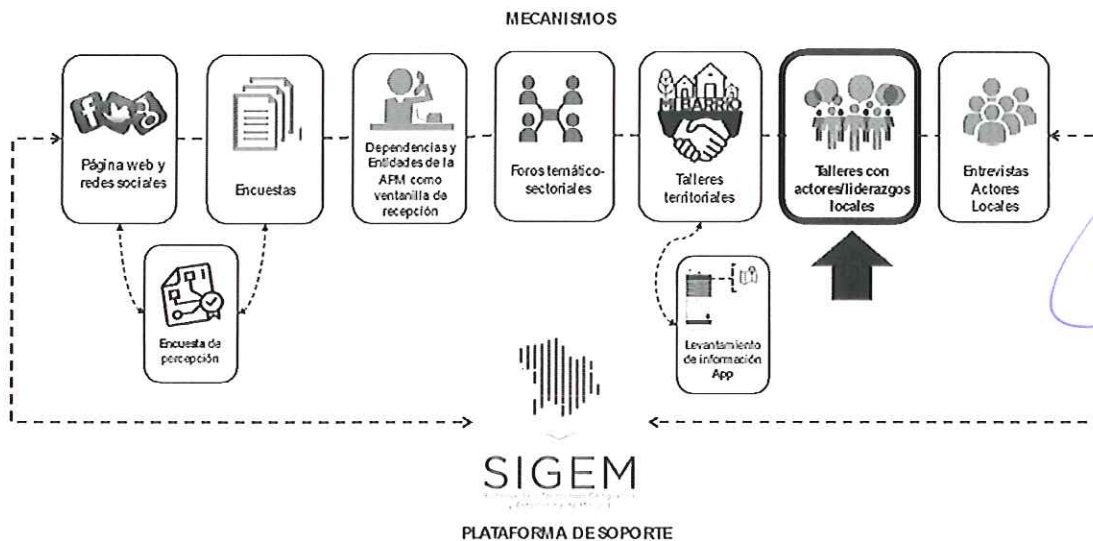 MECANISMOS
f
MI BARRIO
Página web y
redes sociales
Encuestas
Dependencias y
Entidades de la
APM como
ventanilla de
recepción
Foros temático-
sectoriales
Talleres
territoriales
Talleres con
actores/liderazgos
locales
Entrevistas
Actores
Locales
Encuesta de
percepción
Levantamiento
de información
App
SIGEM
PLATAFORMA DE SOPORTE